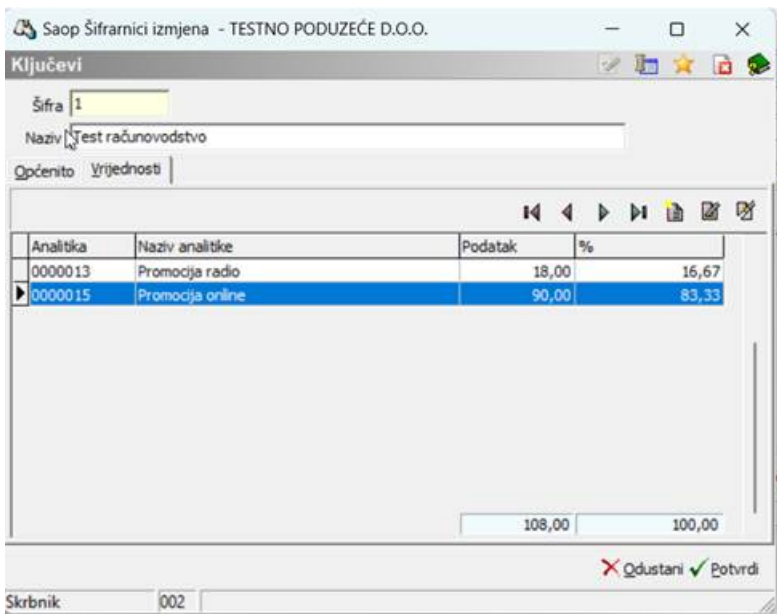 Saop Šifrarnici izmjena - TESTNO PODUZEĆE D.O.O.
Ključevi
Šifra 1
Naziv Test računovodstvo
Općenito Vrijednosti
Analitika Naziv analitike Podatak %
0000013 Promocija radio 18,00 16,67
0000015 Promocija online 90,00 83,33
108,00 100,00
Odustani Potvrdi
Skrbnik 002